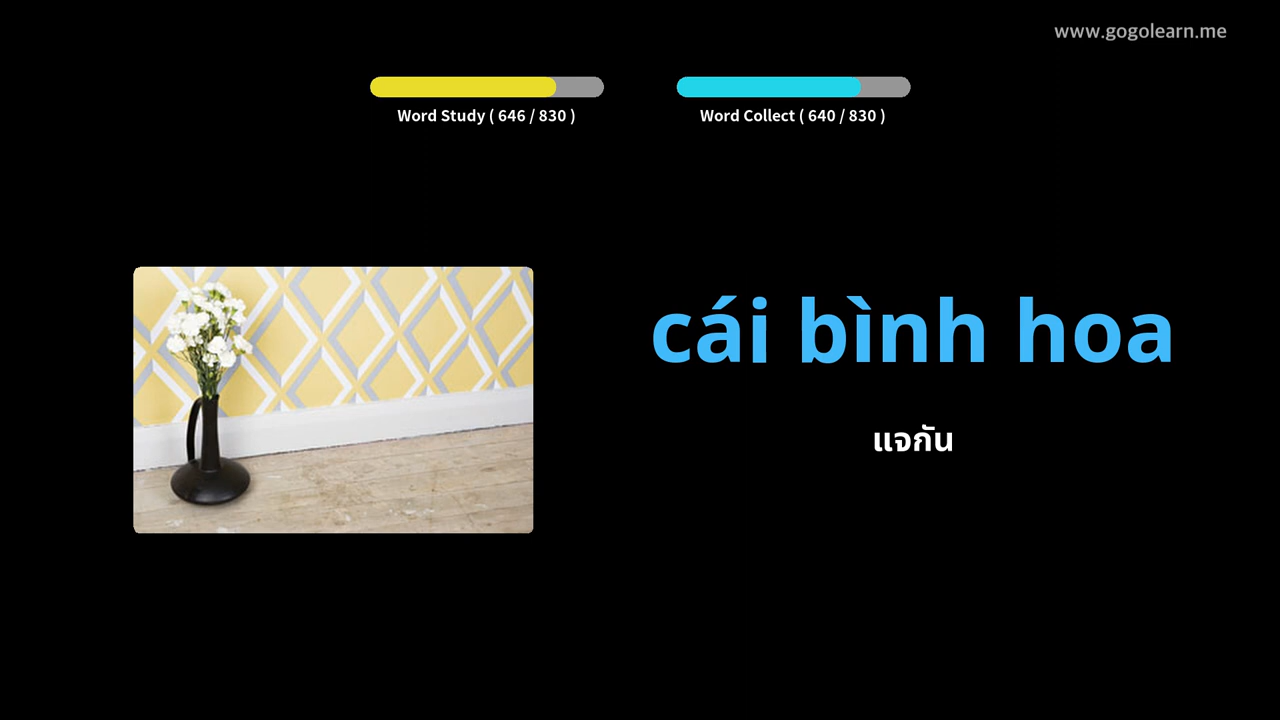 www.gogolearn.me
Word Study ( 646 / 830 )
Word Collect ( 640 / 830 )
cái bình hoa
แจกัน